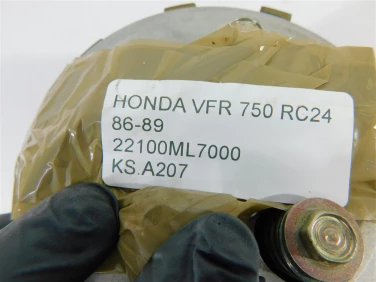 HONDA VFR 750 RC24
86-89
22100ML7000
KS.A207